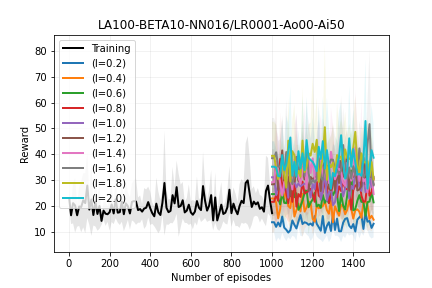 LA100-BETA10-NN016/LR0001-Ao00-Ai50
Reward
80
70
60
50
40
30
20
10
Training
(l=0.2)
(l=0.4)
(l=0.6)
(l=0.8)
(l=1.0)
(l=1.2)
(l=1.4)
(l=1.6)
(l=1.8)
(l=2.0)
0 200 400 600 800 1000 1200 1400
Number of episodes